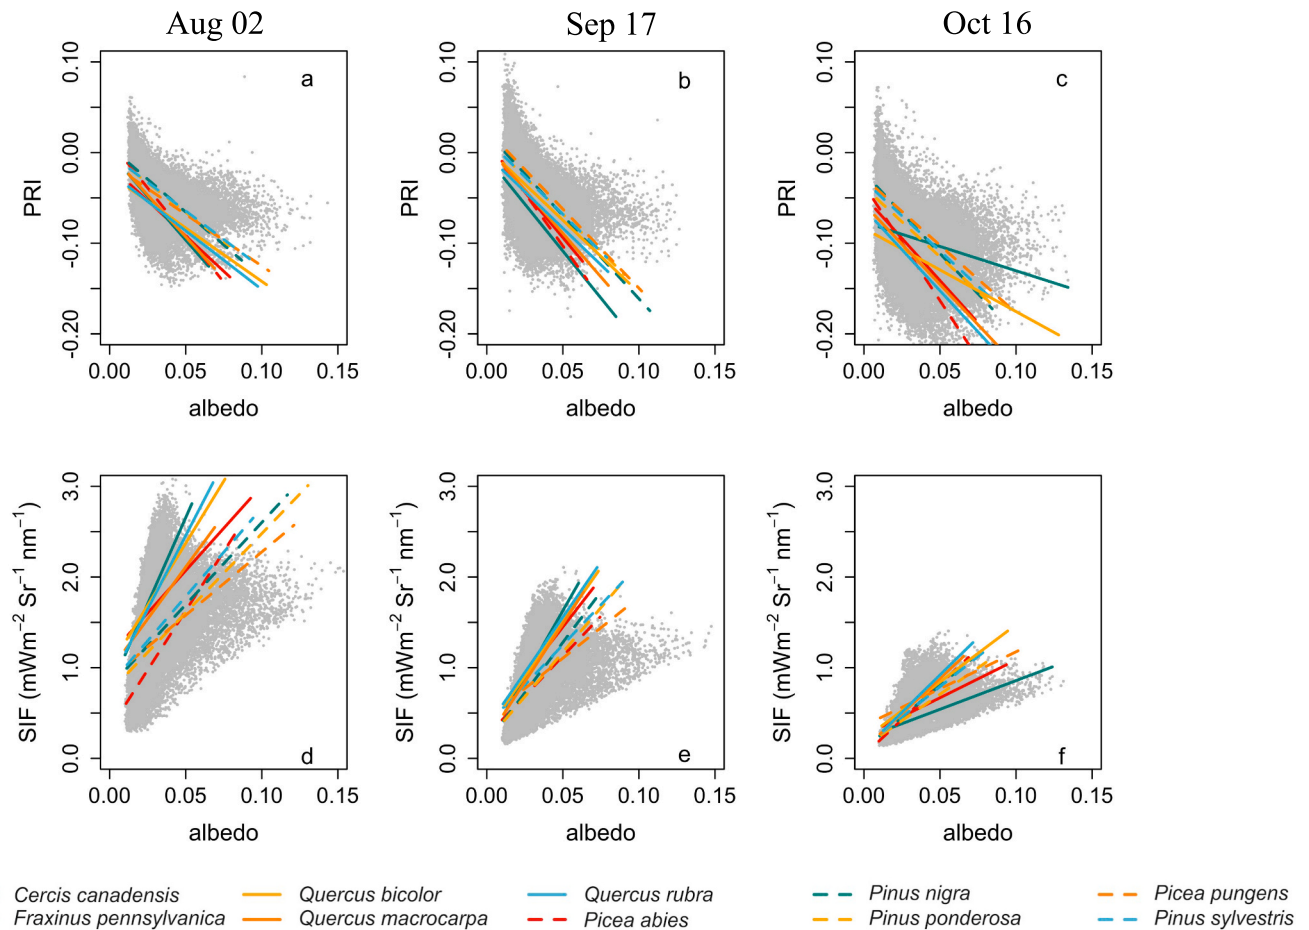 Aug 02
Sep 17
Oct 16
PRI
0.10
0.00
-0.10
-0.20
a
0.00 0.05 0.10 0.15
albedo
PRI
0.10
0.00
-0.10
-0.20
b
0.00 0.05 0.10 0.15
albedo
PRI
0.10
0.00
-0.10
-0.20
c
0.00 0.05 0.10 0.15
albedo
SIF (mWm⁻² Sr⁻¹ nm⁻¹)
3.0
2.0
1.0
0.0
d
0.00 0.05 0.10 0.15
albedo
SIF (mWm⁻² Sr⁻¹ nm⁻¹)
3.0
2.0
1.0
0.0
e
0.00 0.05 0.10 0.15
albedo
SIF (mWm⁻² Sr⁻¹ nm⁻¹)
3.0
2.0
1.0
0.0
f
0.00 0.05 0.10 0.15
albedo
Cercis canadensis
Fraxinus pennsylvanica
Quercus bicolor
Quercus macrocarpa
Quercus rubra
Picea abies
Pinus nigra
Pinus ponderosa
Picea pungens
Pinus sylvestris